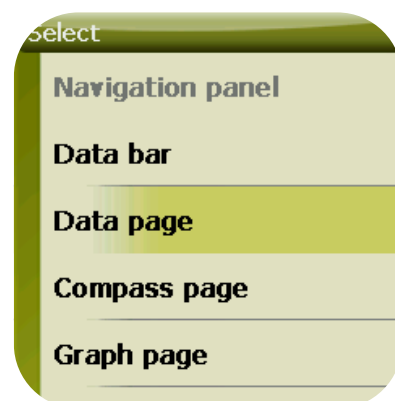 Select
Navigation panel
Data bar
Data page
Compass page
Graph page